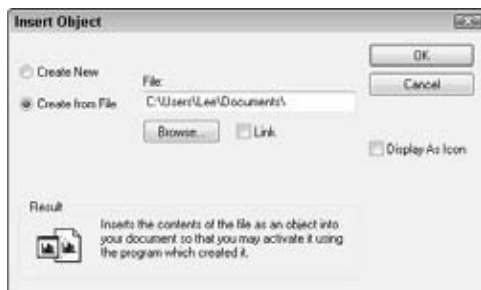 Insert Object
OK
Create New
File:
Cancel
Create from File
C:\Users\Lee\Documents\
Browse...
Link
Display As Icon
Result
Inserts the contents of the file as an object into
your document so that you may activate it using
the program which created it.